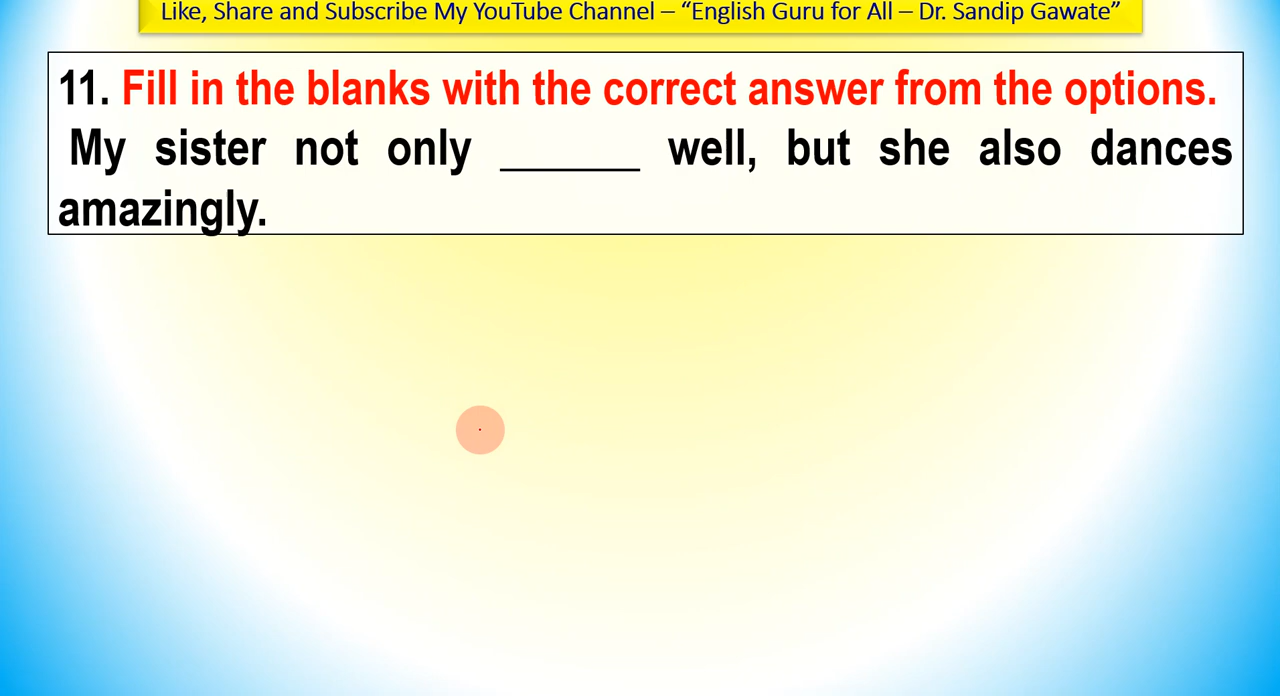 Like, Share and Subscribe My YouTube Channel – “English Guru for All – Dr. Sandip Gawate”
11. Fill in the blanks with the correct answer from the options.
My sister not only ______ well, but she also dances
amazingly.